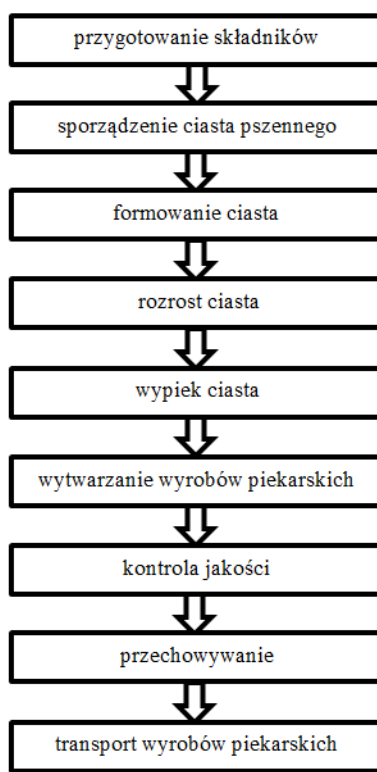 przygotowanie składników
sporządzenie ciasta pszennego
formowanie ciasta
rozrost ciasta
wypiek ciasta
wytwarzanie wyrobów piekarskich
kontrola jakości
przechowywanie
transport wyrobów piekarskich